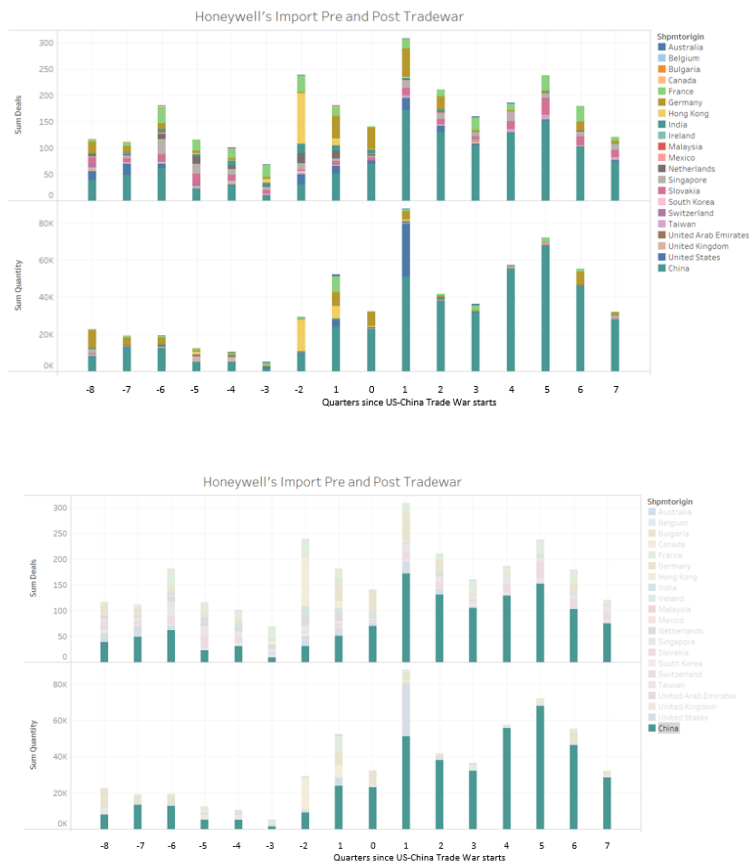 Honeywell's Import Pre and Post Tradewar
Shpmtorigin
Australia
Belgium
Bulgaria
Canada
France
Germany
Hong Kong
India
Ireland
Malaysia
Mexico
Netherlands
Singapore
Slovakia
South Korea
Switzerland
Taiwan
United Arab Emirates
United Kingdom
United States
China
Sum Deals
300
250
200
150
100
50
0
Sum Quantity
80K
60K
40K
20K
0K
-8 -7 -6 -5 -4 -3 -2 1 0 1 2 3 4 5 6 7
Quarters since US-China Trade War starts
Honeywell's Import Pre and Post Tradewar
Shpmtorigin
Australia
Belgium
Bulgaria
Canada
France
Germany
Hong Kong
India
Ireland
Malaysia
Mexico
Netherlands
Singapore
Slovakia
South Korea
Switzerland
Taiwan
United Arab Emirates
United Kingdom
United States
China
Sum Deals
300
250
200
150
100
50
0
Sum Quantity
80K
60K
40K
20K
0K
-8 -7 -6 -5 -4 -3 -2 1 0 1 2 3 4 5 6 7
Quarters since US-China Trade War starts